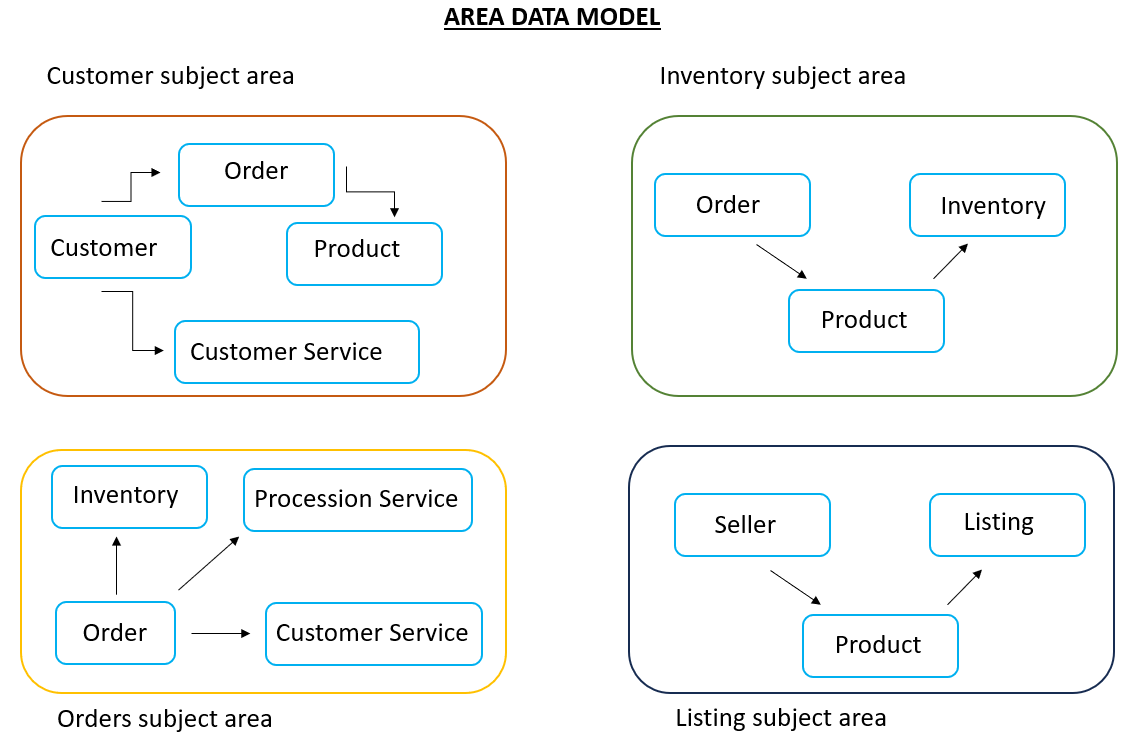 AREA DATA MODEL
Customer subject area
Order
Customer
Product
Customer Service
Inventory subject area
Order
Inventory
Product
Inventory
Procession Service
Order
Customer Service
Orders subject area
Seller
Listing
Product
Listing subject area